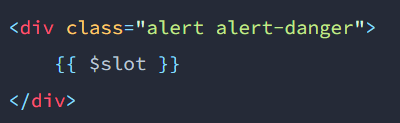 <div class="alert alert-danger">
    {{ $slot }}
</div>